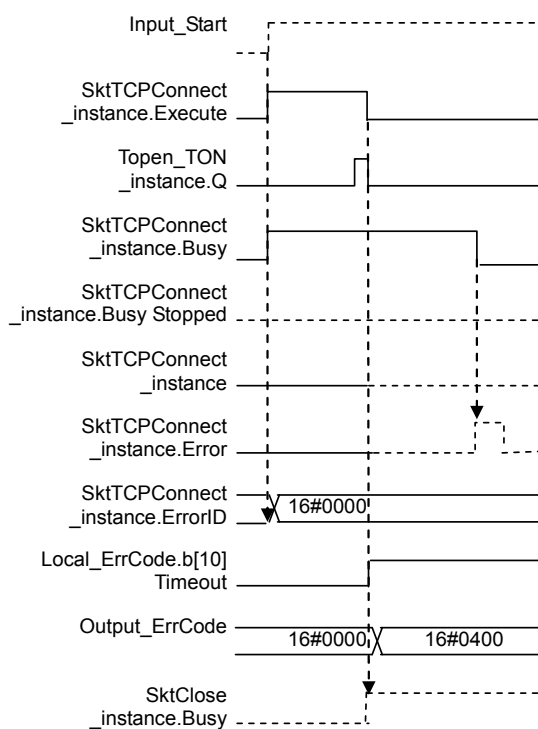 Input_Start
SktTCPConnect
_instance.Execute
Topen_TON
_instance.Q
SktTCPConnect
_instance.Busy
SktTCPConnect
_instance.Busy Stopped
SktTCPConnect
_instance
SktTCPConnect
_instance.Error
SktTCPConnect
_instance.ErrorID
16#0000
Local_ErrCode.b[10]
Timeout
Output_ErrCode
16#0000
16#0400
SktClose
_instance.Busy